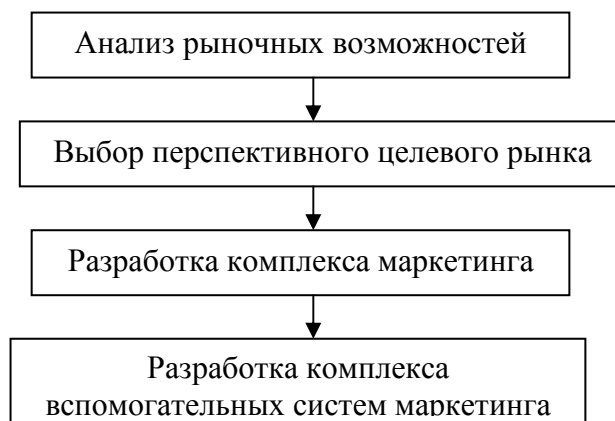 Анализ рыночных возможностей
Выбор перспективного целевого рынка
Разработка комплекса маркетинга
Разработка комплекса
вспомогательных систем маркетинга